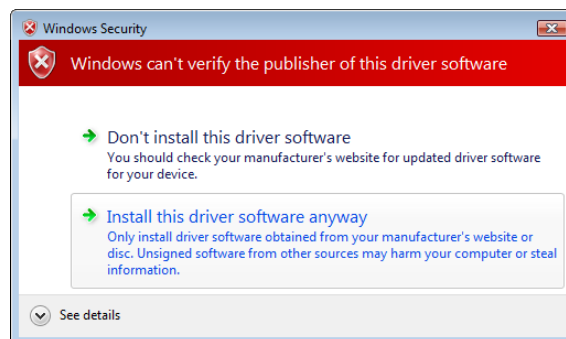 Windows Security
Windows can't verify the publisher of this driver software
Don't install this driver software
You should check your manufacturer's website for updated driver software
for your device.
Install this driver software anyway
Only install driver software obtained from your manufacturer's website or
disc. Unsigned software from other sources may harm your computer or steal
information.
See details